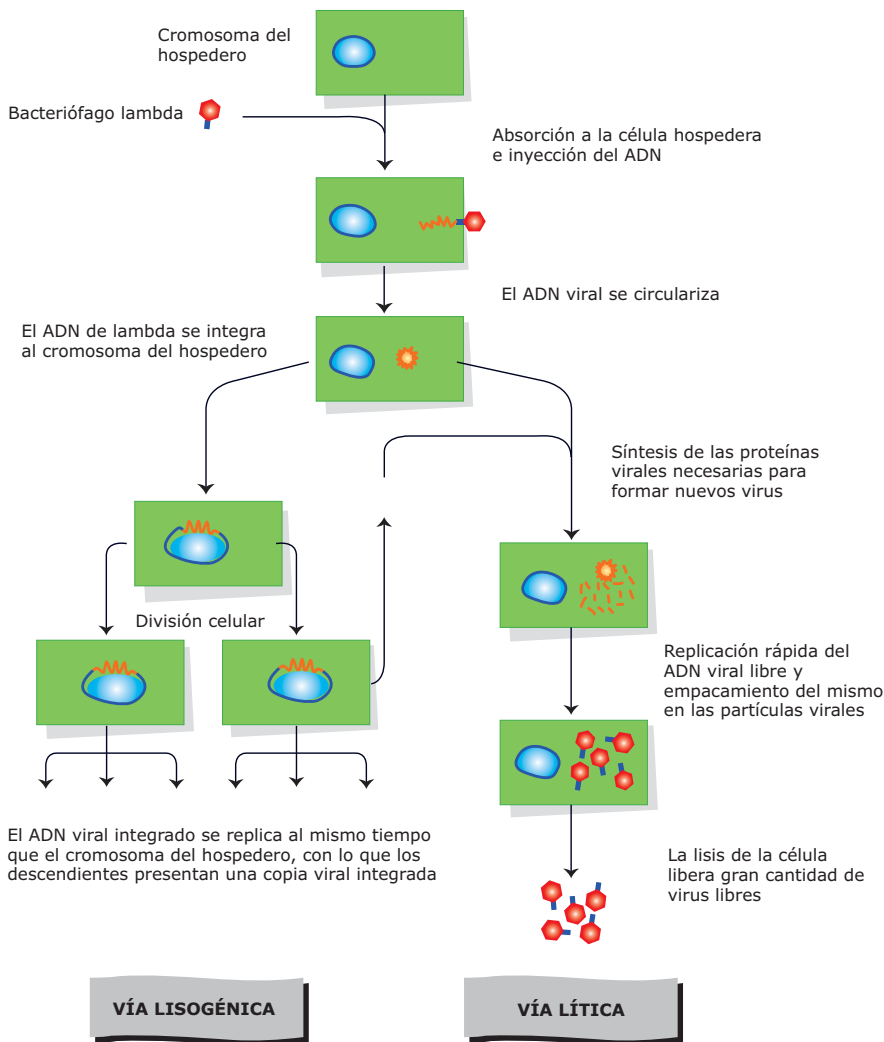 Cromosoma del
hospedero
Bacteriófago lambda
Absorción a la célula hospedera
e inyección del ADN
El ADN viral se circulariza
El ADN de lambda se integra
al cromosoma del hospedero
Síntesis de las proteínas
virales necesarias para
formar nuevos virus
División celular
Replicación rápida del
ADN viral libre y
empacamiento del mismo
en las partículas virales
El ADN viral integrado se replica al mismo tiempo
que el cromosoma del hospedero, con lo que los
descendientes presentan una copia viral integrada
La lisis de la célula
libera gran cantidad de
virus libres
VÍA LISOGÉNICA
VÍA LÍTICA